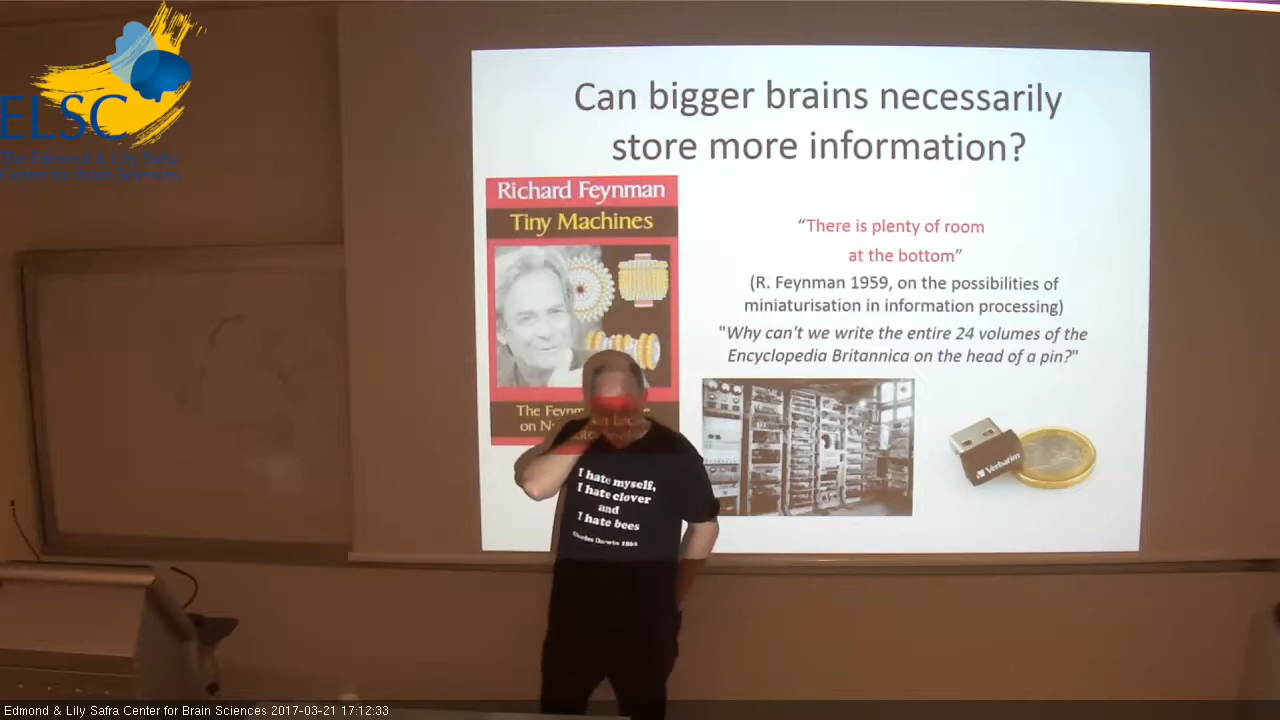 ELSC
The Edmond & Lily Safra
Center for Brain Sciences
Can bigger brains necessarily
store more information?
Richard Feynman
Tiny Machines
The Feynm
on N
“There is plenty of room
at the bottom”
(R. Feynman 1959, on the possibilities of
miniaturisation in information processing)
"Why can't we write the entire 24 volumes of the
Encyclopedia Britannica on the head of a pin?"
Verbatim
I hate myself,
I hate clover
and
I hate bees
Charles Darwin 1868
Edmond & Lily Safra Center for Brain Sciences 2017-03-21 17:12:33